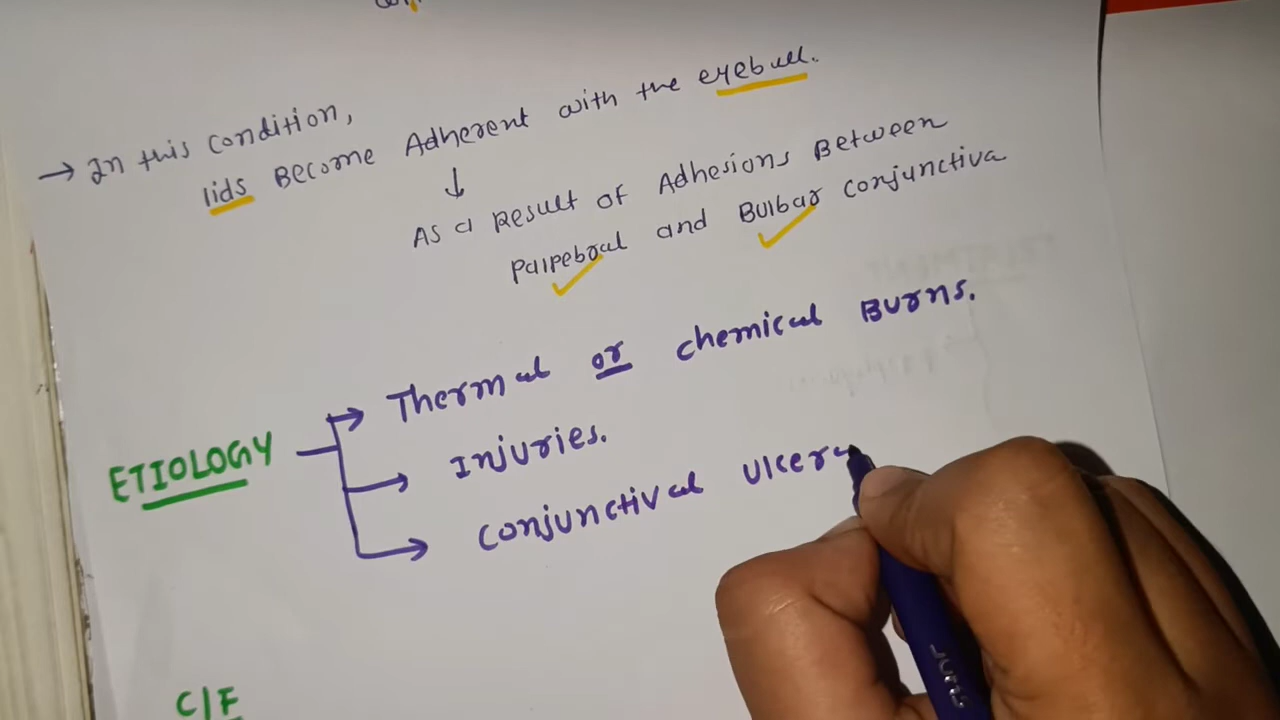 → In this condition,
lids Become Adherent with the eyeball.
↓
As a Result of Adhesions Between
palpebral and Bulbar conjunctiva
ETIOLOGY → Thermal or chemical Burns.
→ Injuries.
→ conjunctival ulcera
C/F